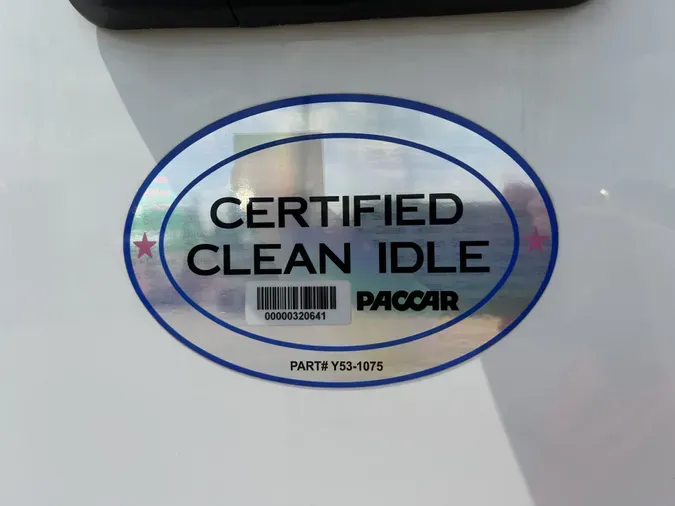 CERTIFIED
CLEAN IDLE
00000320641
PACCAR
PART# Y53-1075